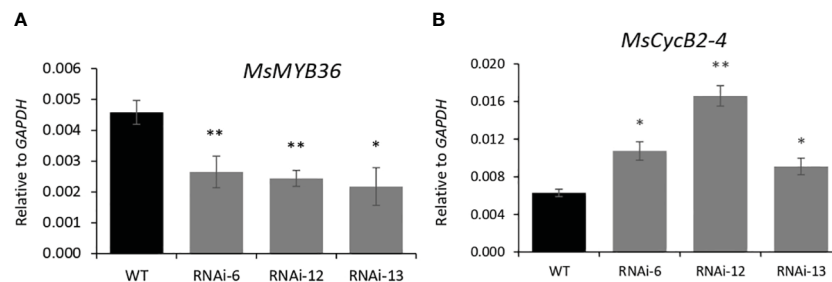 A
MsMYB36
Relative to GAPDH
0.006
0.005
0.004
0.003
0.002
0.001
0.000
**
**
*
WT RNAi-6 RNAi-12 RNAi-13
B
MsCycB2-4
Relative to GAPDH
0.020
0.016
0.012
0.008
0.004
0.000
*
**
*
WT RNAi-6 RNAi-12 RNAi-13